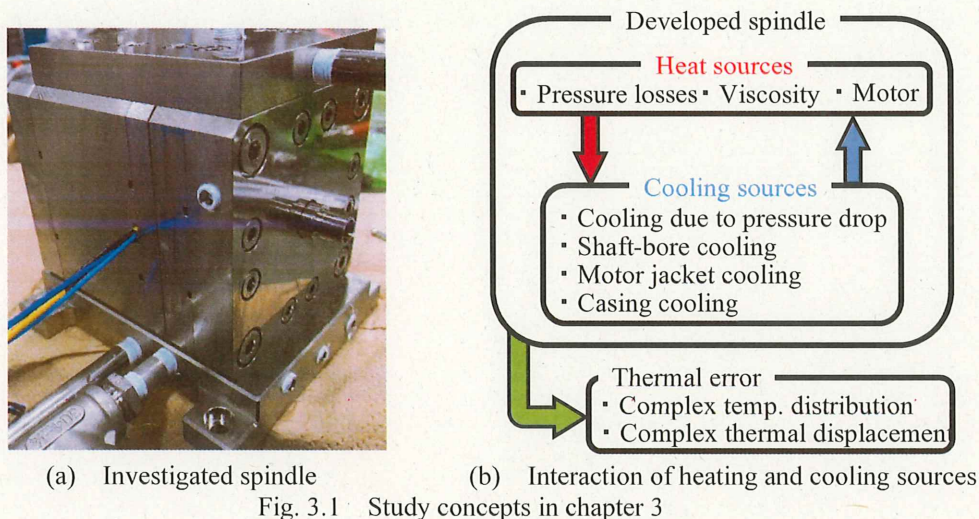 Developed spindle
Heat sources
· Pressure losses · Viscosity · Motor
Cooling sources
· Cooling due to pressure drop
· Shaft-bore cooling
· Motor jacket cooling
· Casing cooling
Thermal error
· Complex temp. distribution
· Complex thermal displacement
(a) Investigated spindle
(b) Interaction of heating and cooling sources
Fig. 3.1 Study concepts in chapter 3